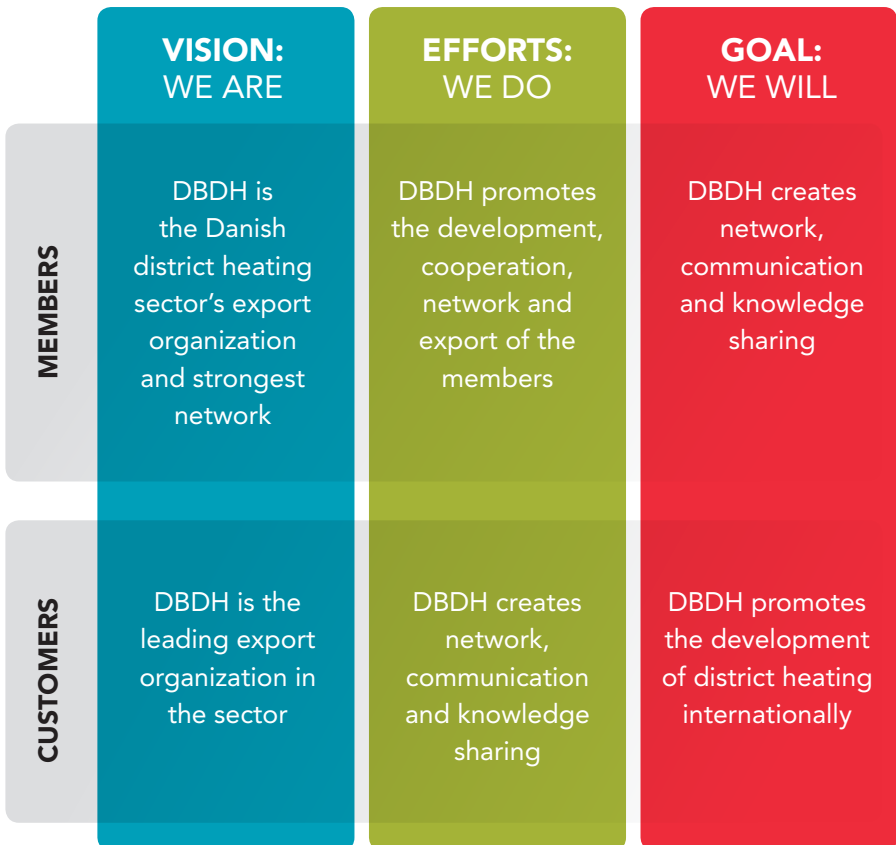 VISION:
WE ARE
EFFORTS:
WE DO
GOAL:
WE WILL
MEMBERS
DBDH is
the Danish
district heating
sector’s export
organization
and strongest
network
DBDH promotes
the development,
cooperation,
network and
export of the
members
DBDH creates
network,
communication
and knowledge
sharing
CUSTOMERS
DBDH is the
leading export
organization in
the sector
DBDH creates
network,
communication
and knowledge
sharing
DBDH promotes
the development
of district heating
internationally